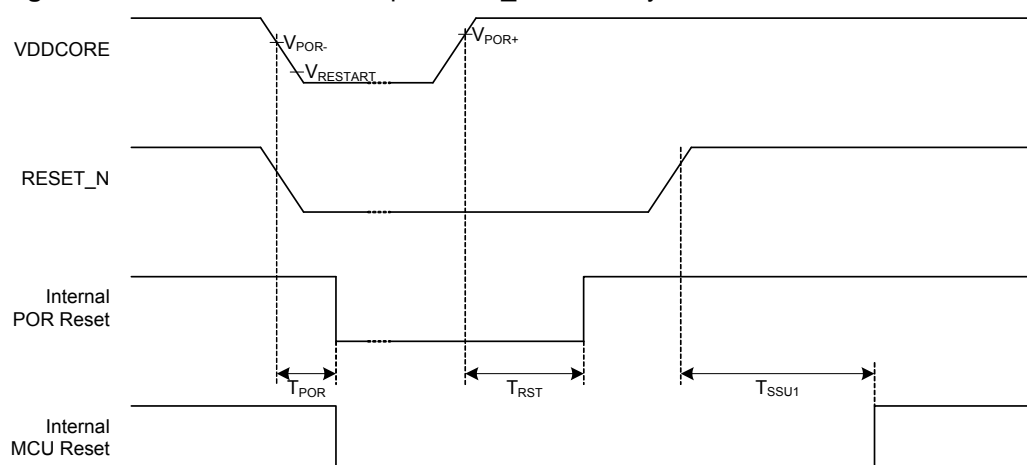 VDDCORE
VPOR-
VRESTART
VPOR+
RESET_N
Internal
POR Reset
TPOR
TRST
TSSU1
Internal
MCU Reset